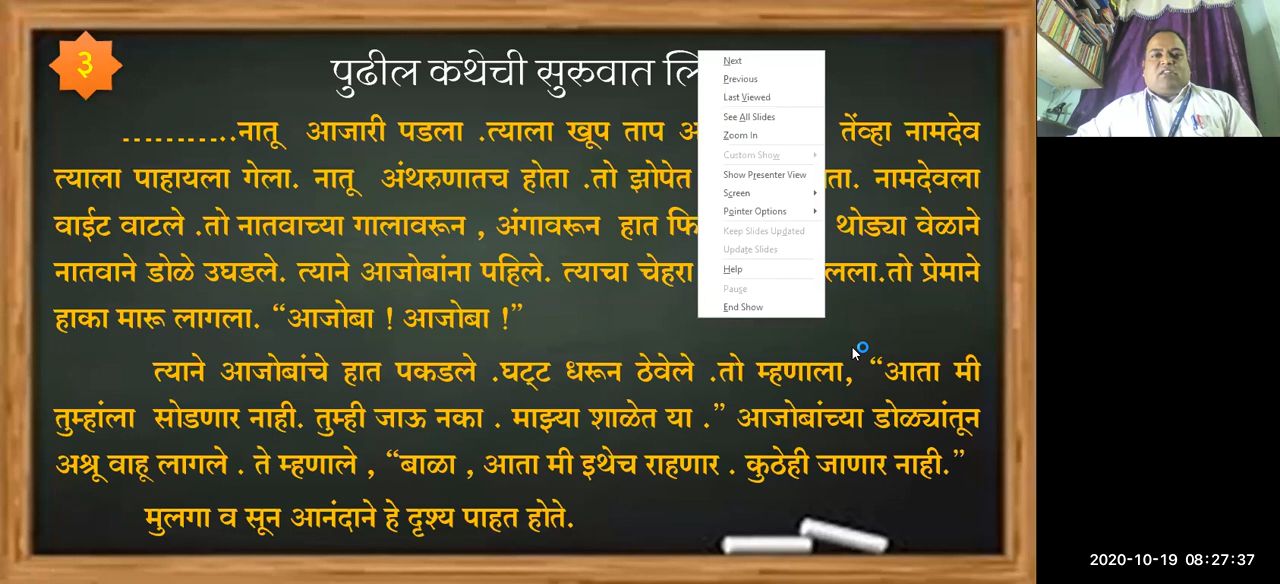 ३
पुढील कथेची सुरुवात
...........नातू आजारी पडला .त्याला खूप ताप तेंव्हा नामदेव
त्याला पाहायला गेला. नातू अंथरुणातच होता .तो झोपेत नामदेवला
वाईट वाटले .तो नातवाच्या गालावरून , अंगावरून हात थोड्या वेळाने
नातवाने डोळे उघडले. त्याने आजोबांना पहिले. त्याचा चेहरा तो प्रेमाने
हाका मारू लागला. “आजोबा ! आजोबा !”
त्याने आजोबांचे हात पकडले .घट्ट धरून ठेवेले .तो म्हणाला, “आता मी
तुम्हांला सोडणार नाही. तुम्ही जाऊ नका . माझ्या शाळेत या .” आजोबांच्या डोळ्यांतून
अश्रू वाहू लागले . ते म्हणाले , “बाळा , आता मी इथेच राहणार . कुठेही जाणार नाही.”
मुलगा व सून आनंदाने हे दृश्य पाहत होते.
Next
Previous
Last Viewed
See All Slides
Zoom In
Custom Show
Show Presenter View
Screen
Pointer Options
Keep Slides Updated
Update Slides
Help
Pause
End Show
2020-10-19 08:27:37